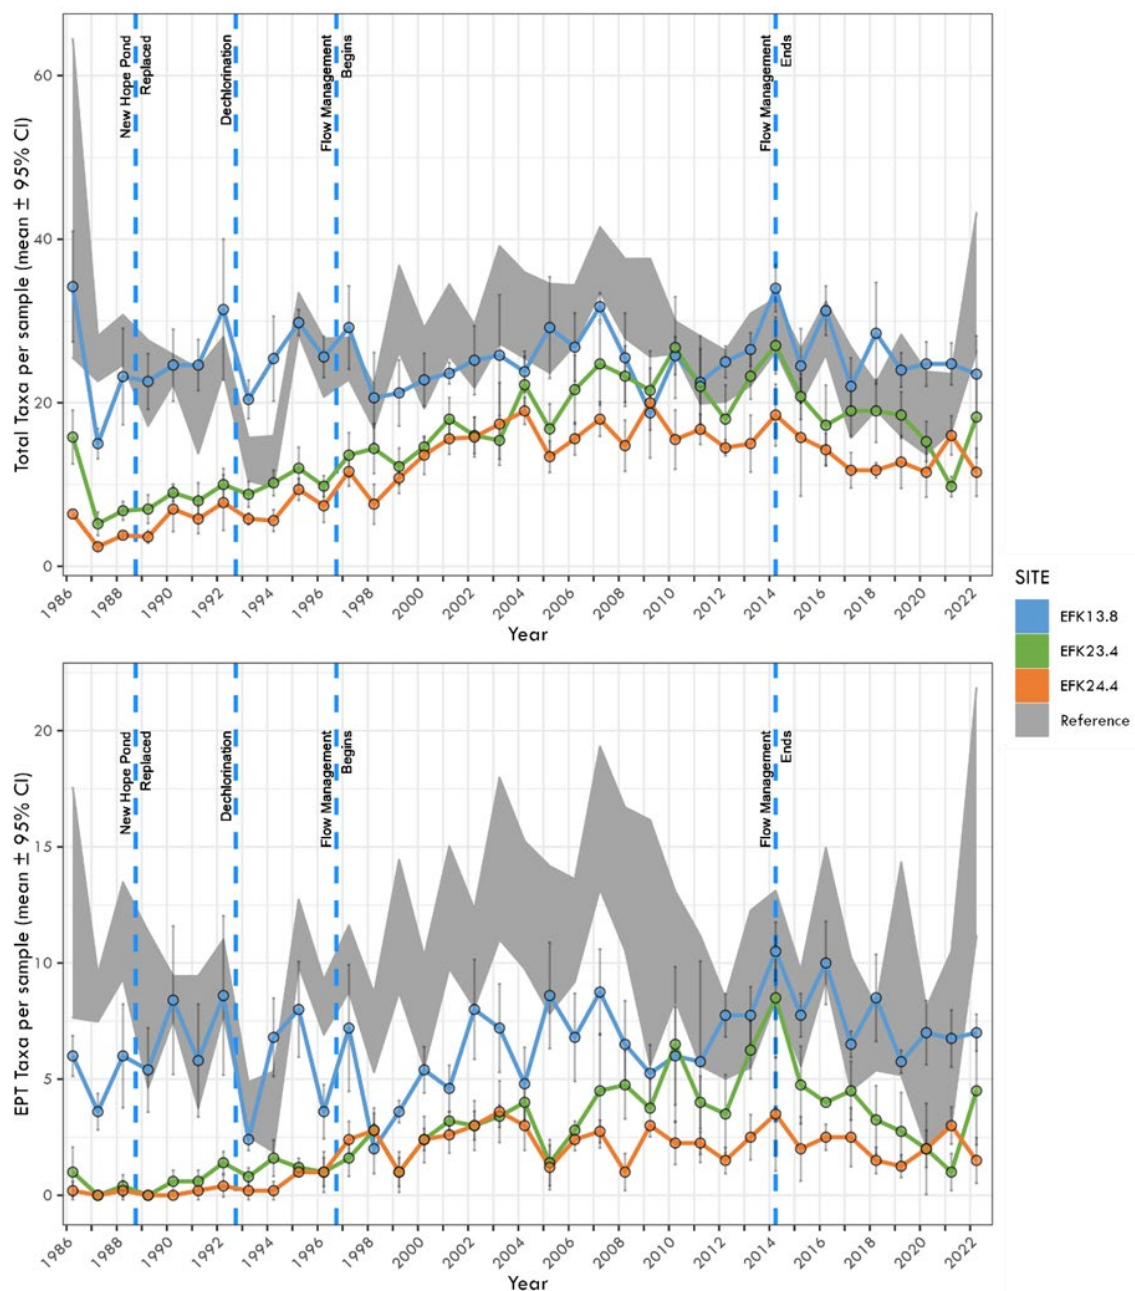 Total Taxa per sample (mean ± 95% CI)
60
40
20
0
New Hope Pond
Replaced
Dechlorination
Flow Management
Begins
Flow Management
Ends
1986 1988 1990 1992 1994 1996 1998 2000 2002 2004 2006 2008 2010 2012 2014 2016 2018 2020 2022
Year
SITE
EFK13.8
EFK23.4
EFK24.4
Reference
EPT Taxa per sample (mean ± 95% CI)
20
15
10
5
0
New Hope Pond
Replaced
Dechlorination
Flow Management
Begins
Flow Management
Ends
1986 1988 1990 1992 1994 1996 1998 2000 2002 2004 2006 2008 2010 2012 2014 2016 2018 2020 2022
Year